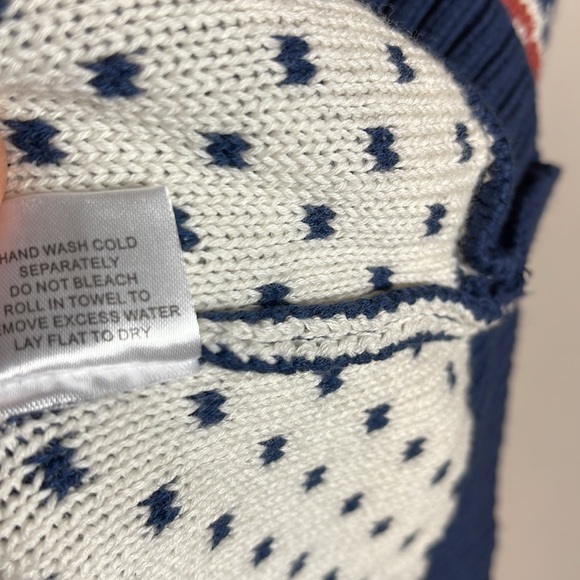 HAND WASH COLD
SEPARATELY
DO NOT BLEACH
ROLL IN TOWEL TO
REMOVE EXCESS WATER
LAY FLAT TO DRY